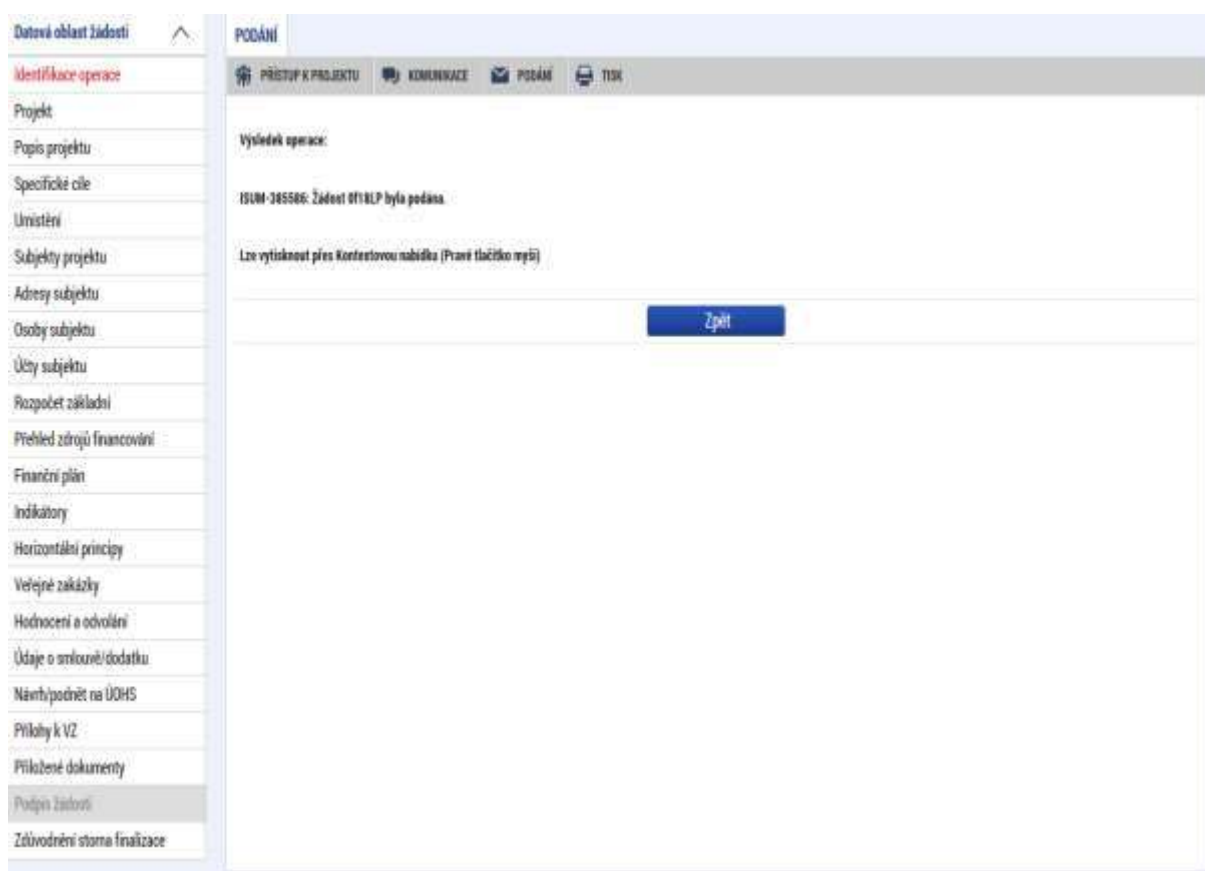 Datová oblast žádosti
Identifikace operace
Projekt
Popis projektu
Specifické cíle
Umístění
Subjekty projektu
Adresy subjektu
Osoby subjektu
Účty subjektu
Rozpočet základní
Přehled zdrojů financování
Finanční plán
Indikátory
Horizontální principy
Veřejné zakázky
Hodnocení a odvolání
Údaje o smlouvě/dodatku
Návrh/podnět na ÚOHS
Přílohy k VZ
Přiložené dokumenty
Podpis žádosti
Zdůvodnění storna finalizace
PODÁNÍ
PŘÍSTUP K PROJEKTU KOMUNIKACE PODÁNÍ TISK
Výsledek operace:
ISUM-385586: Žádost 0f18LP byla podána.
Lze vytisknout přes Kontextovou nabídku (Pravé tlačítko myši)
Zpět